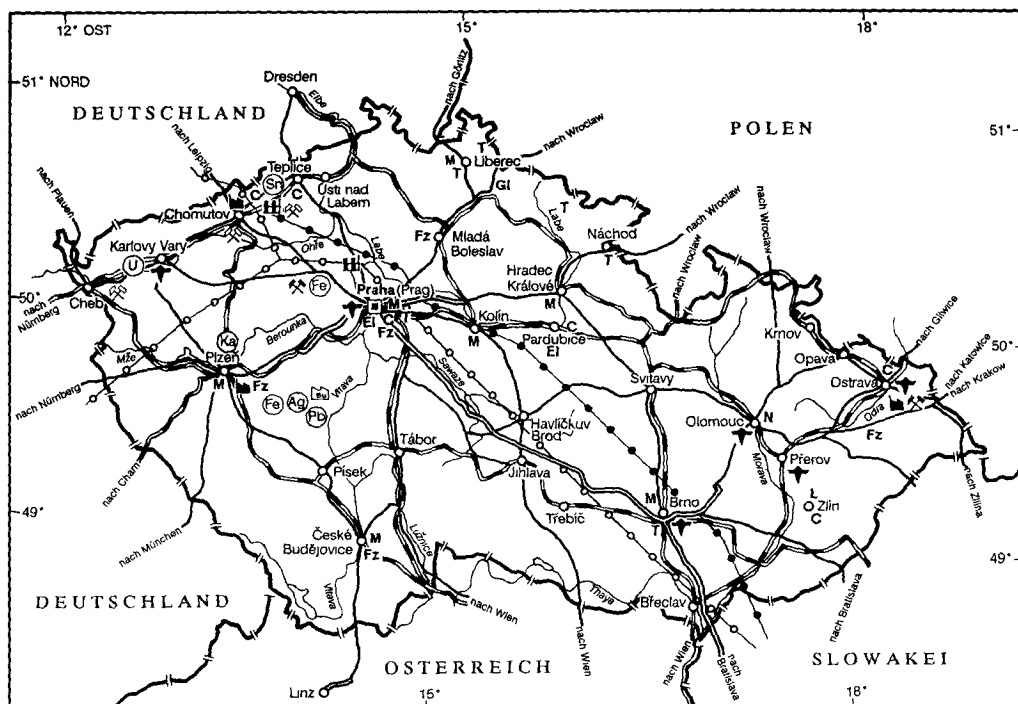 12° OST
15°
18°
51° NORD
Dresden
Elbe
nach Görlitz
DEUTSCHLAND
POLEN
51°
nach Wroclaw
T
M
T
Liberec
nach Leipzig
Teplice
Sn
C
C
Ústi nad
Labem
Gl
nach Plauen
Chomutov
Ohře
Labe
Fz
Mladá
Boleslav
Labe
T
Náchod
T
nach Wroclaw
nach Wroclaw
Karlovy Vary
U
Fe
Hradec
Králové
M
nach Wroclaw
50°
Cheb
nach
Nürnberg
Praha (Prag)
M
El
C
T
Fz
Kolín
M
C
Pardubice
El
Krnov
nach Gliwice
50°
Ka
Berounka
Mže
Plzeň
M
Fz
Sawaze
Opava
C
Ostrava
nach Katowice
nach Krakow
nach Nürnberg
Fe
Ag
Pb
Vltava
Svitavy
Odra
Fz
Havlíčkuv
Brod
Olomouc
N
nach Cham
Tábor
Písek
Jihlava
Morava
Přerov
nach Zilina
49°
Třebíč
M
Brno
T
L
Zlín
C
nach München
České
Budějovice
M
Fz
Lužnice
49°
DEUTSCHLAND
Vltava
nach Wien
Thaya
Břeclav
nach Bratislava
nach Wien
nach Wien
nach
Bratislava
OSTERREICH
SLOWAKEI
Linz
15°
18°